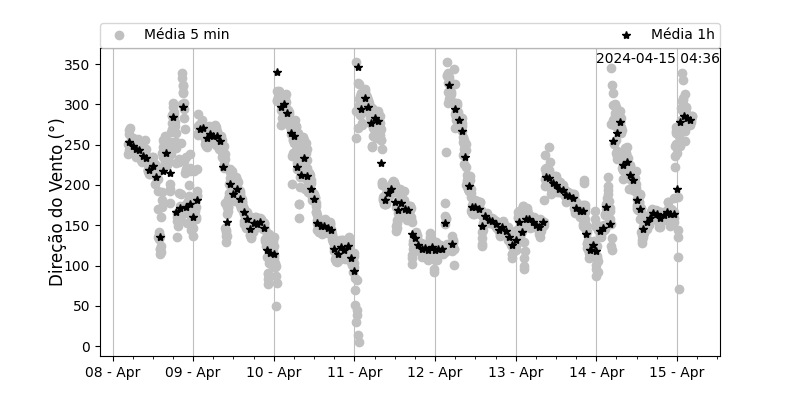 Média 5 min
Média 1h
2024-04-15 04:36
Direção do Vento (°)
350
300
250
200
150
100
50
0
08 - Apr
09 - Apr
10 - Apr
11 - Apr
12 - Apr
13 - Apr
14 - Apr
15 - Apr